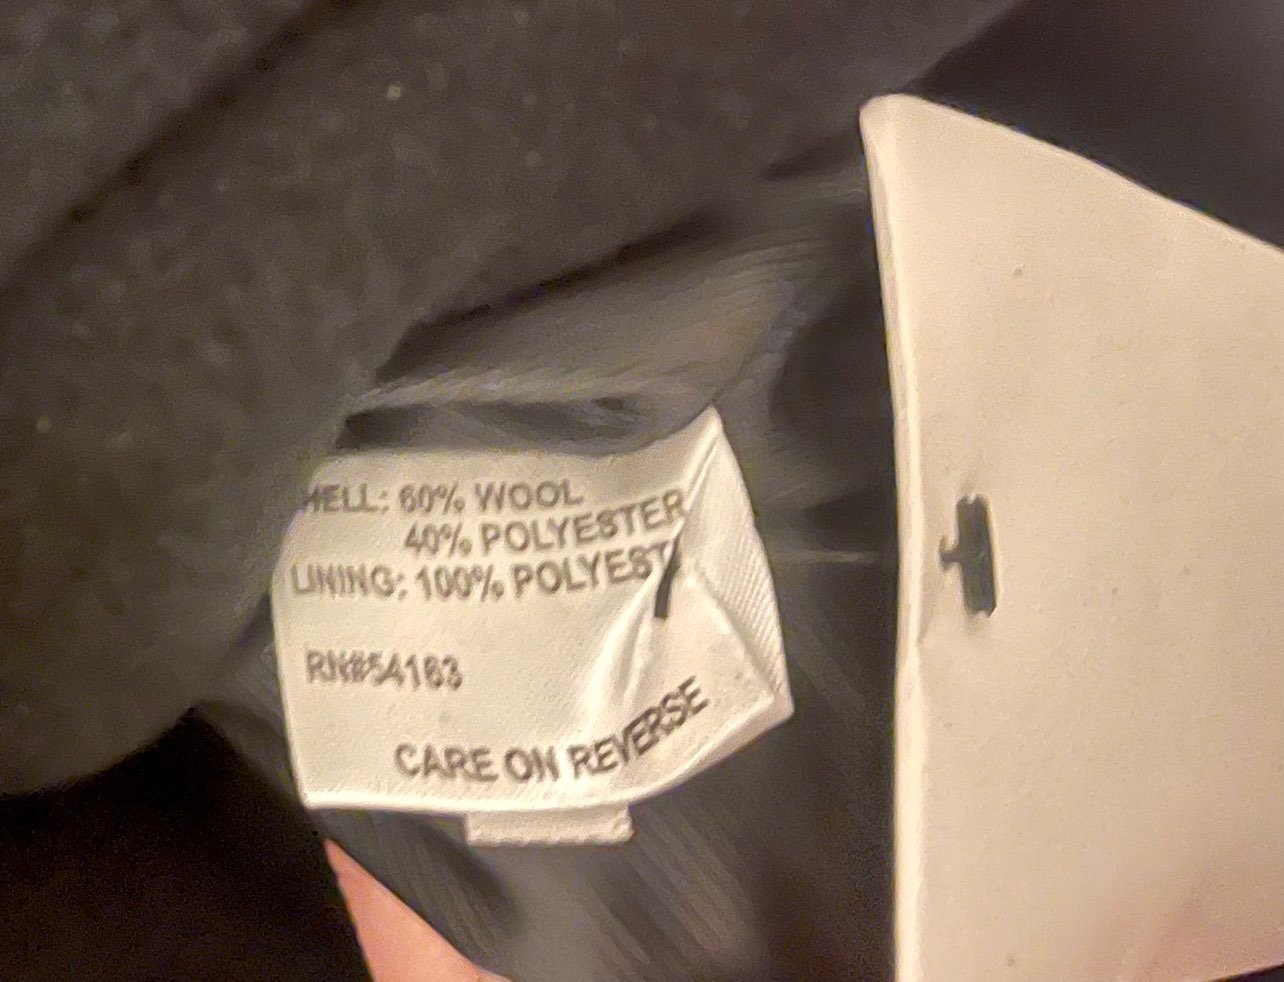 HELL: 60% WOOL
40% POLYESTER
LINING: 100% POLYEST
RN#54163
CARE ON REVERSE